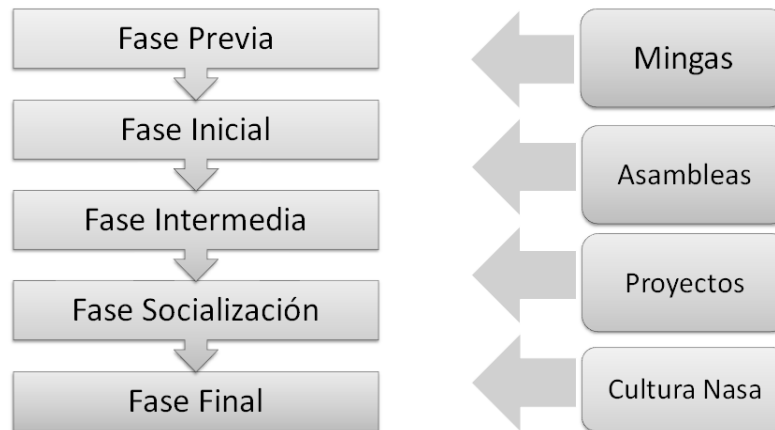 Fase Previa
Fase Inicial
Fase Intermedia
Fase Socialización
Fase Final
Mingas
Asambleas
Proyectos
Cultura Nasa